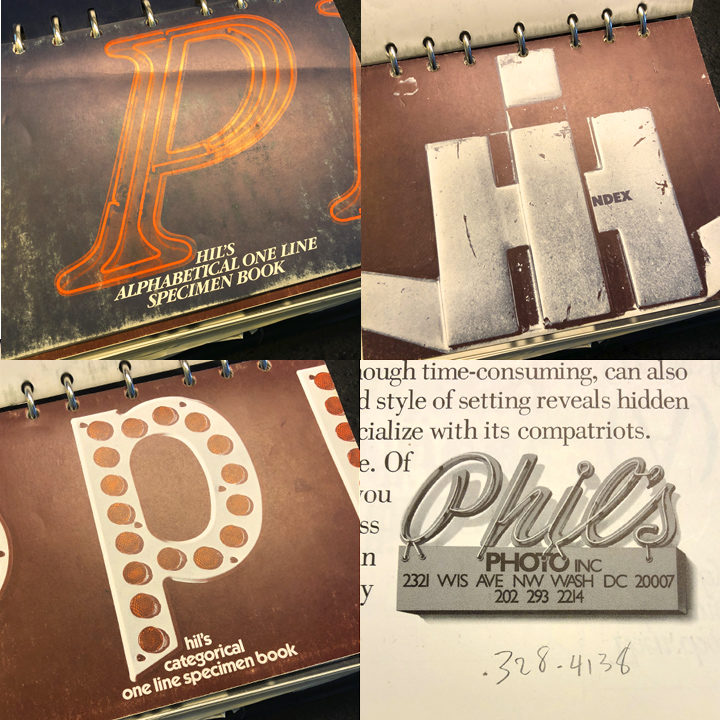 P
HIL'S
ALPHABETICAL ONE LINE
SPECIMEN BOOK
NDEX
p
hil's
categorical
one line specimen book
ough time-consuming, can also
d style of setting reveals hidden
cialize with its compatriots.
e. Of
you
ss
n
y
Phil's
PHOTO INC
2321 WIS AVE NW WASH DC 20007
202 293 2214
.328-4138